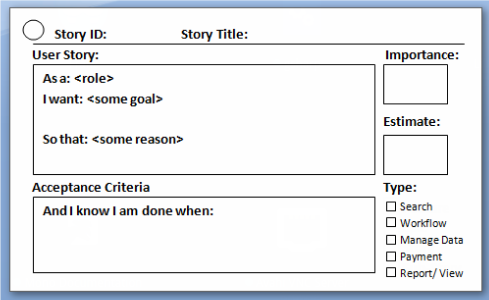 Story ID: Story Title:
User Story: Importance:
As a: <role>
I want: <some goal>
So that: <some reason>
Estimate:
Acceptance Criteria
And I know I am done when:
Type:
Search
Workflow
Manage Data
Payment
Report/ View